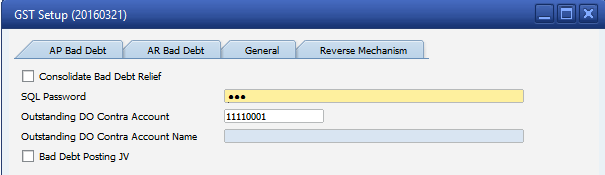 GST Setup (20160321)
AP Bad Debt AR Bad Debt General Reverse Mechanism
Consolidate Bad Debt Relief
SQL Password •••
Outstanding DO Contra Account 11110001
Outstanding DO Contra Account Name
Bad Debt Posting JV